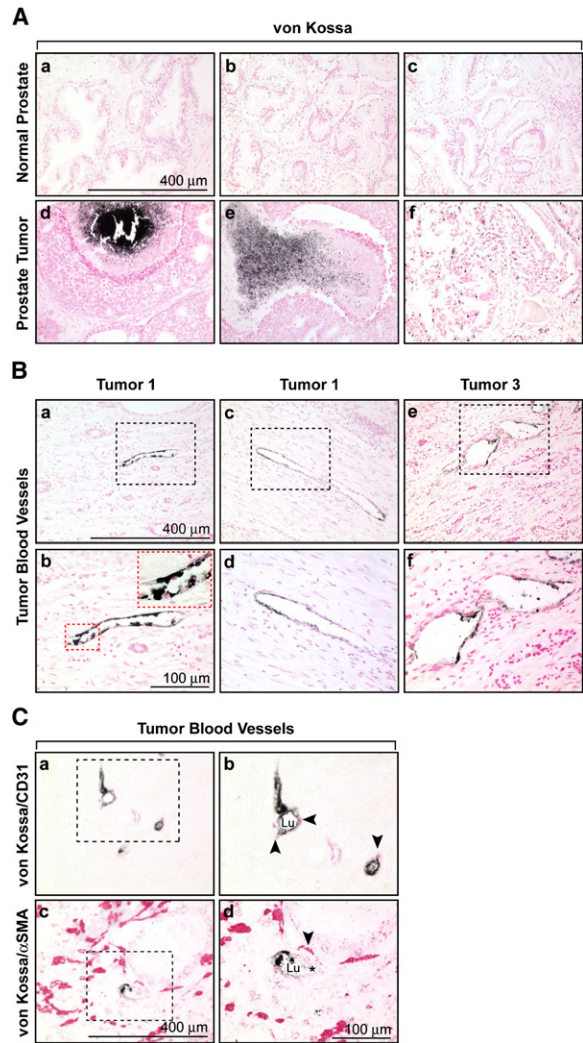 A
von Kossa
Normal Prostate
a
b
c
400 µm
Prostate Tumor
d
e
f
B
Tumor 1
Tumor 1
Tumor 3
Tumor Blood Vessels
a
c
e
400 µm
b
d
f
100 µm
C
Tumor Blood Vessels
von Kossa/CD31
a
b
Lu
von Kossa/αSMA
c
d
Lu
*
400 µm
100 µm